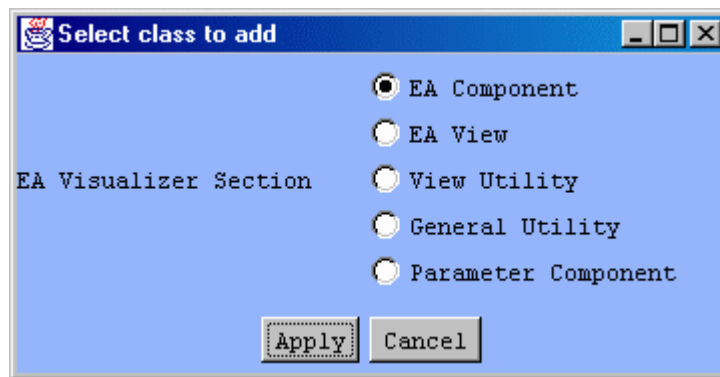 Select class to add
EA Component
EA View
EA Visualizer Section
View Utility
General Utility
Parameter Component
Apply
Cancel